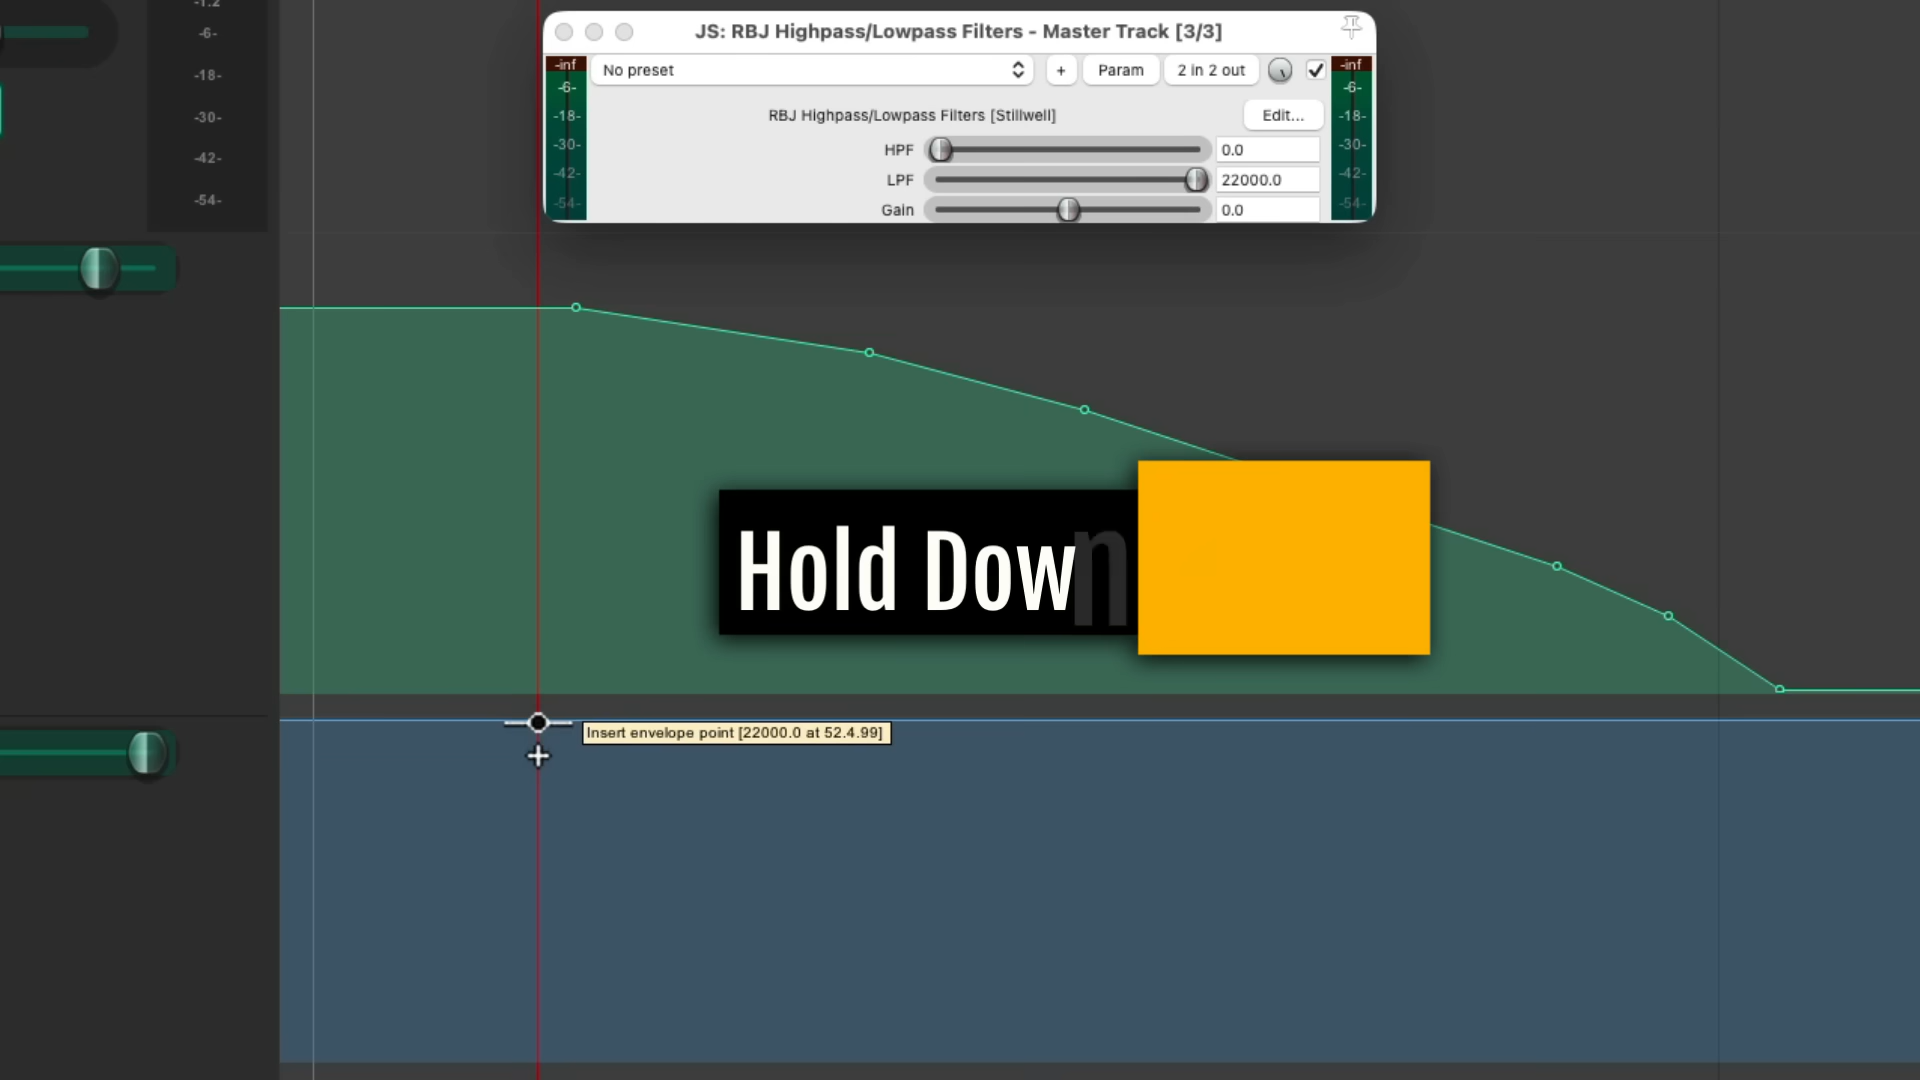 -1.2
-6-
-18-
-30-
-42-
-54-
JS: RBJ Highpass/Lowpass Filters - Master Track [3/3]
-inf
-6-
-18-
-30-
-42-
-54-
No preset
+
Param
2 in 2 out
RBJ Highpass/Lowpass Filters [Stillwell]
Edit...
HPF
0.0
LPF
22000.0
Gain
0.0
-inf
-6-
-18-
-30-
-42-
-54-
Hold Down
Insert envelope point [22000.0 at 52.4.99]